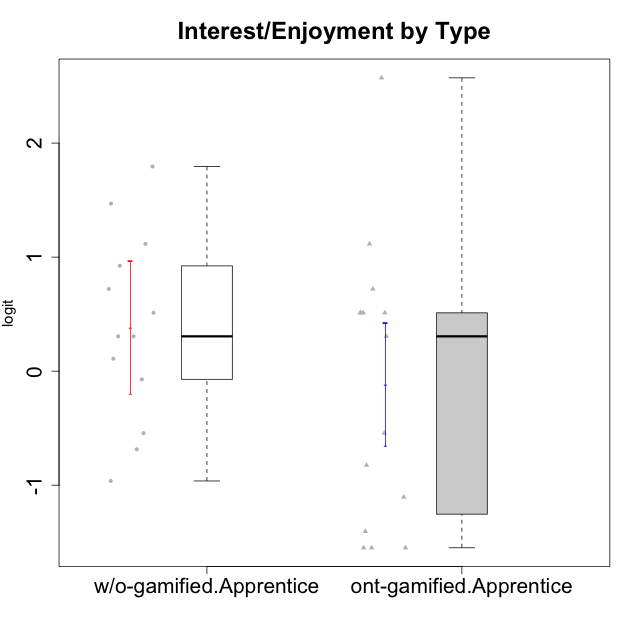 Interest/Enjoyment by Type
logit
2
1
0
-1
w/o-gamified.Apprentice
ont-gamified.Apprentice